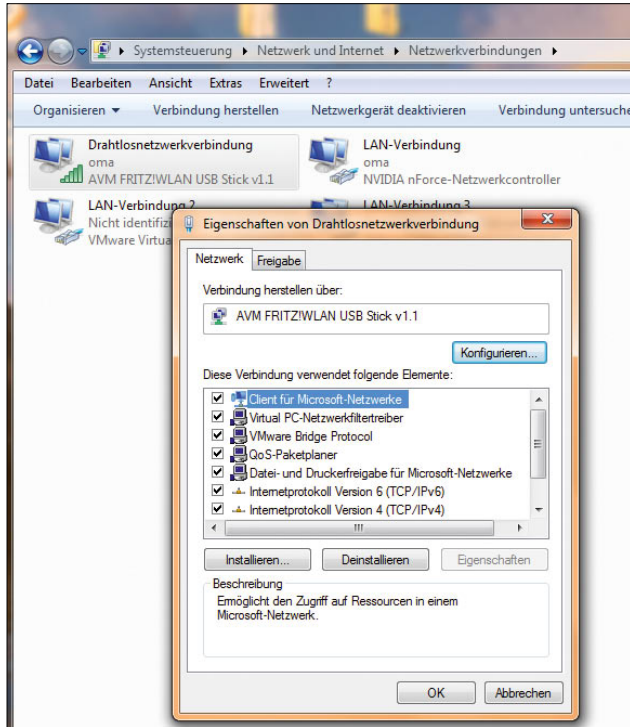 Systemsteuerung Netzwerk und Internet Netzwerkverbindungen
Datei Bearbeiten Ansicht Extras Erweitert ?
Organisieren Verbindung herstellen Netzwerkgerät deaktivieren Verbindung untersuche
Drahtlosnetzwerkverbindung
oma
AVM FRITZ!WLAN USB Stick v1.1
LAN-Verbindung
oma
NVIDIA nForce-Netzwerkcontroller
LAN-Verbindung 2
Nicht identifizi
VMware Virtua
LAN-Verbindung 3
Eigenschaften von Drahtlosnetzwerkverbindung
Netzwerk Freigabe
Verbindung herstellen über:
AVM FRITZ!WLAN USB Stick v1.1
Konfigurieren...
Diese Verbindung verwendet folgende Elemente:
Client für Microsoft-Netzwerke
Virtual PC-Netzwerkfiltertreiber
VMware Bridge Protocol
QoS-Paketplaner
Datei- und Druckerfreigabe für Microsoft-Netzwerke
Internetprotokoll Version 6 (TCP/IPv6)
Internetprotokoll Version 4 (TCP/IPv4)
Installieren... Deinstallieren Eigenschaften
Beschreibung
Ermöglicht den Zugriff auf Ressourcen in einem
Microsoft-Netzwerk.
OK Abbrechen